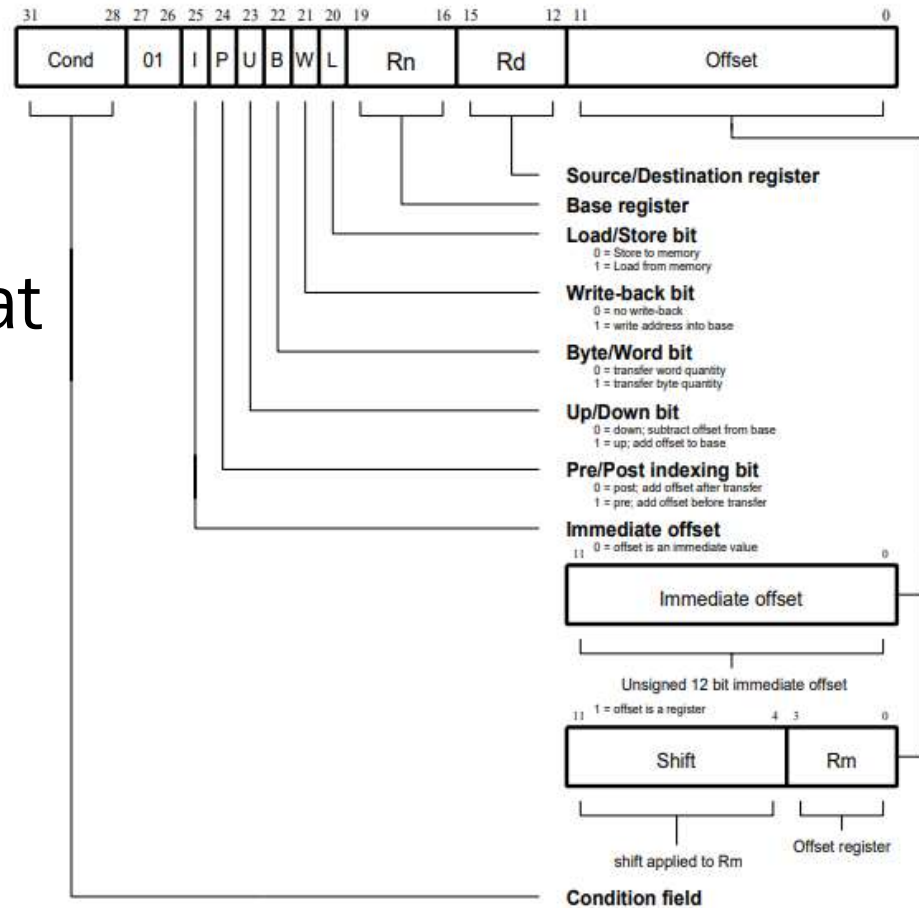 31 28 27 26 25 24 23 22 21 20 19 16 15 12 11 0
Cond 01 I P U B W L Rn Rd Offset
Source/Destination register
Base register
Load/Store bit
0 = Store to memory
1 = Load from memory
at
Write-back bit
0 = no write-back
1 = write address into base
Byte/Word bit
0 = transfer word quantity
1 = transfer byte quantity
Up/Down bit
0 = down; subtract offset from base
1 = up; add offset to base
Pre/Post indexing bit
0 = post; add offset after transfer
1 = pre; add offset before transfer
Immediate offset
0 = offset is an immediate value
11 0
Immediate offset
Unsigned 12 bit immediate offset
1 = offset is a register
11 4 3 0
Shift Rm
Offset register
shift applied to Rm
Condition field